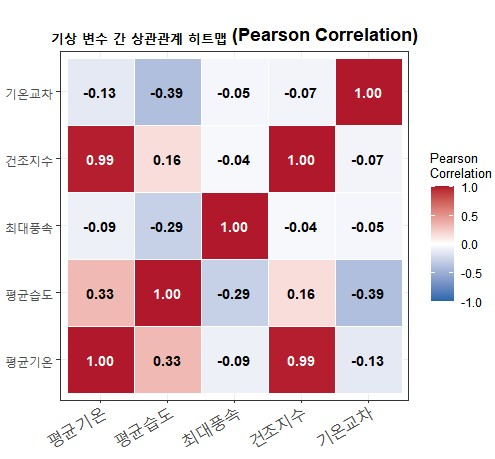 기상 변수 간 상관관계 히트맵 (Pearson Correlation)
기온교차 -0.13 -0.39 -0.05 -0.07 1.00
건조지수 0.99 0.16 -0.04 1.00 -0.07
최대풍속 -0.09 -0.29 1.00 -0.04 -0.05
평균습도 0.33 1.00 -0.29 0.16 -0.39
평균기온 1.00 0.33 -0.09 0.99 -0.13
평균기온 평균습도 최대풍속 건조지수 기온교차
Pearson
Correlation
1.0
0.5
0.0
-0.5
-1.0